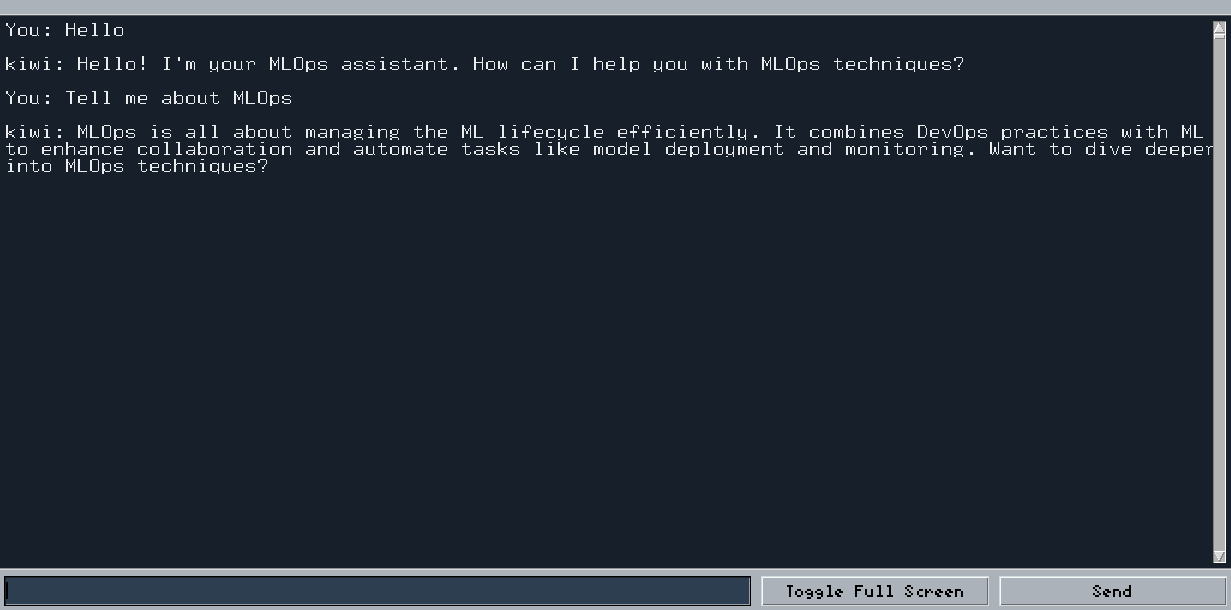 You: Hello
kiwi: Hello! I'm your MLOps assistant. How can I help you with MLOps techniques?
You: Tell me about MLOps
kiwi: MLOps is all about managing the ML lifecycle efficiently. It combines DevOps practices with ML
to enhance collaboration and automate tasks like model deployment and monitoring. Want to dive deeper
into MLOps techniques?
Toggle Full Screen
Send